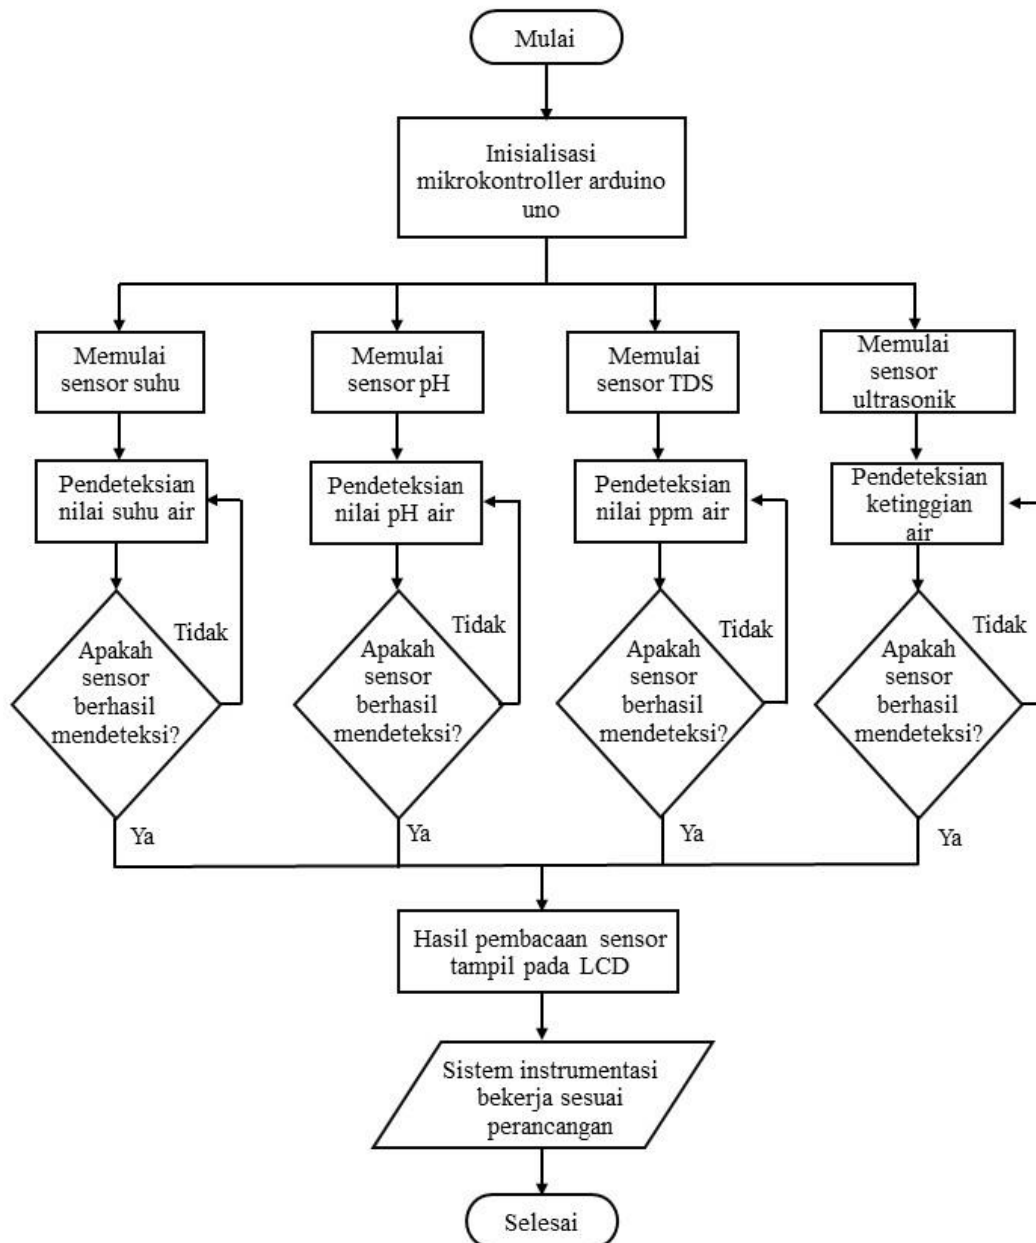 Mulai
Inisialisasi
mikrokontroller arduino
uno
Memulai
sensor suhu
Memulai
sensor pH
Memulai
sensor TDS
Memulai
sensor
ultrasonik
Pendeteksian
nilai suhu air
Pendeteksian
nilai pH air
Pendeteksian
nilai ppm air
Pendeteksian
ketinggian
air
Apakah
sensor
berhasil
mendeteksi?
Tidak
Apakah
sensor
berhasil
mendeteksi?
Tidak
Apakah
sensor
berhasil
mendeteksi?
Tidak
Apakah
sensor
berhasil
mendeteksi?
Tidak
Ya
Ya
Ya
Ya
Hasil pembacaan sensor
tampil pada LCD
Sistem instrumentasi
bekerja sesuai
perancangan
Selesai